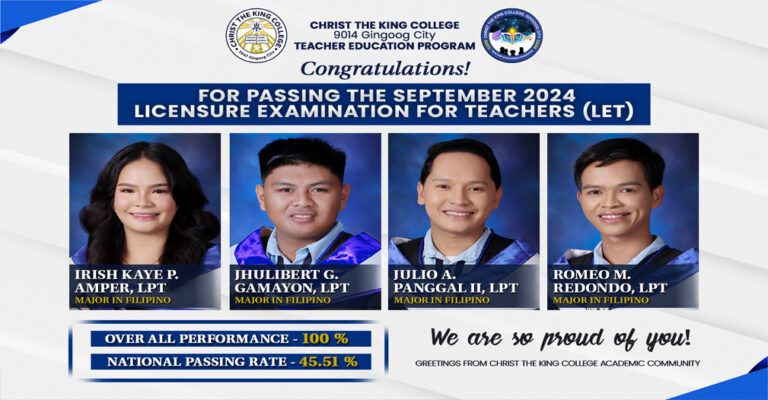 CHRIST THE KING COLLEGE
9014 Gingoog City
TEACHER EDUCATION PROGRAM
Congratulations!
FOR PASSING THE SEPTEMBER 2024
LICENSURE EXAMINATION FOR TEACHERS (LET)
IRISH KAYE P.
AMPER, LPT
MAJOR IN FILIPINO
JHULIBERT G.
GAMAYON, LPT
MAJOR IN FILIPINO
JULIO A.
PANGGAL II, LPT
MAJOR IN FILIPINO
ROMEO M.
REDONDO, LPT
MAJOR IN FILIPINO
OVER ALL PERFORMANCE - 100 %
NATIONAL PASSING RATE - 45.51 %
We are so proud of you!
GREETINGS FROM CHRIST THE KING COLLEGE ACADEMIC COMMUNITY